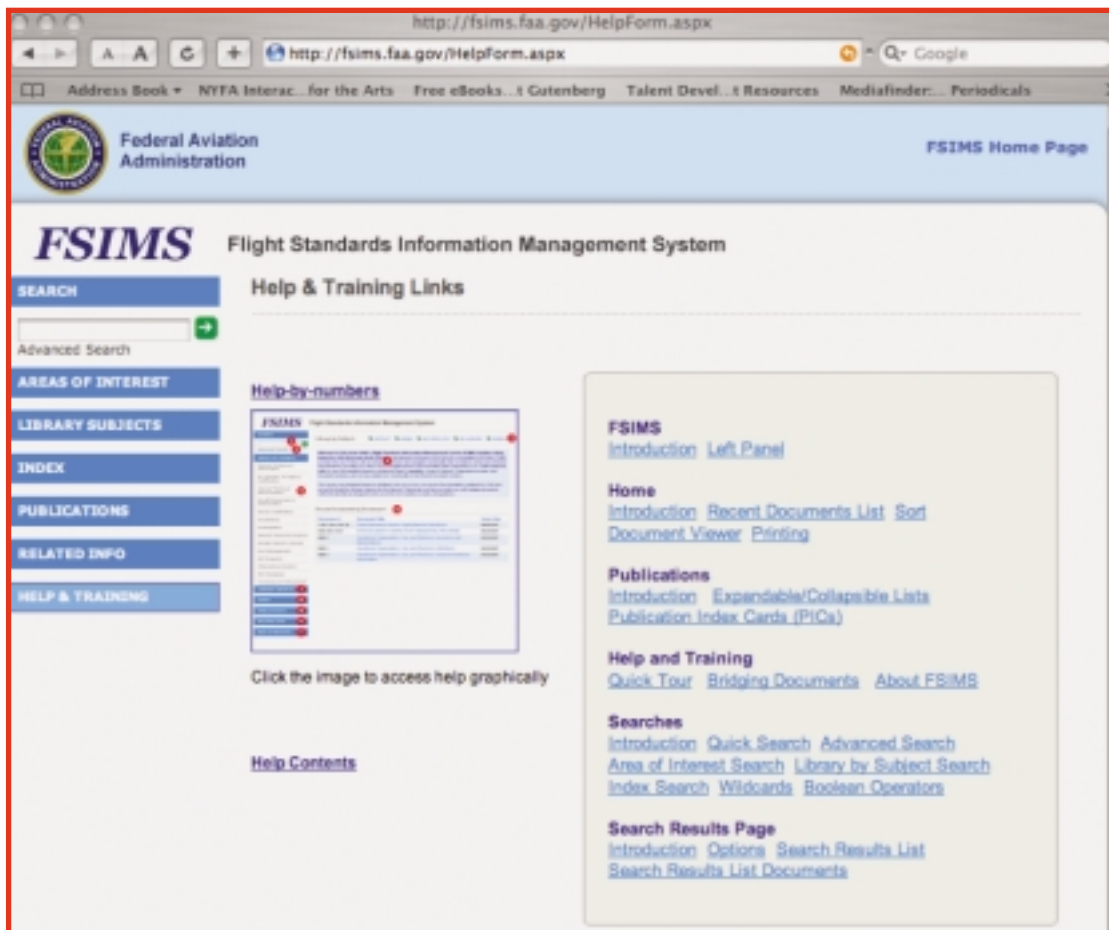 http://fsims.faa.gov/HelpForm.aspx
A A
http://fsims.faa.gov/HelpForm.aspx
Google
Address Book NYFA Interac...for the Arts Free eBooks...t Gutenberg Talent Devel...t Resources Mediafinder:... Periodicals
Federal Aviation
Administration
FSIMS Home Page
FSIMS Flight Standards Information Management System
SEARCH
Advanced Search
AREAS OF INTEREST
LIBRARY SUBJECTS
INDEX
PUBLICATIONS
RELATED INFO
HELP & TRAINING
Help & Training Links
Help-by-numbers
FSIMS Flight Standards Information Management System
Click the image to access help graphically
Help Contents
FSIMS
Introduction Left Panel
Home
Introduction Recent Documents List Sort
Document Viewer Printing
Publications
Introduction Expandable/Collapsible Lists
Publication Index Cards (PICs)
Help and Training
Quick Tour Bridging Documents About FSIMS
Searches
Introduction Quick Search Advanced Search
Area of Interest Search Library by Subject Search
Index Search Wildcards Boolean Operators
Search Results Page
Introduction Options Search Results List
Search Results List Documents